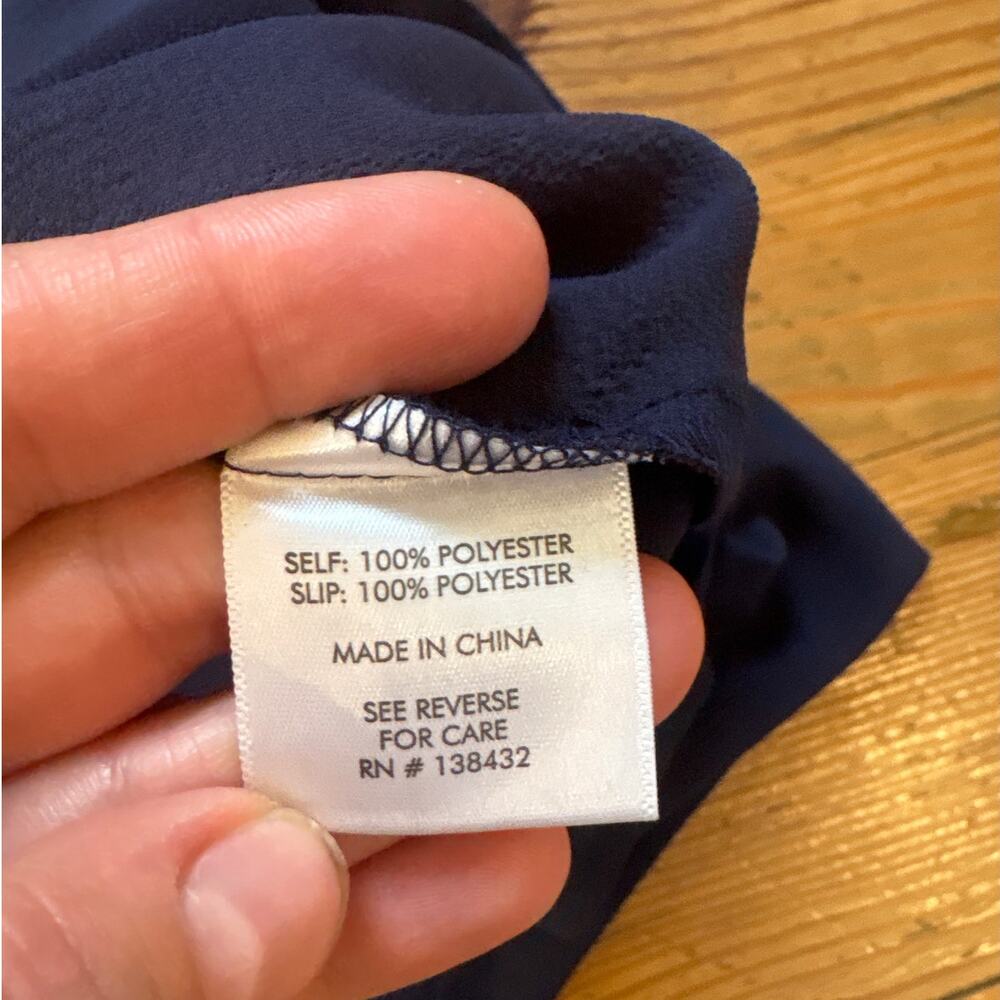 SELF: 100% POLYESTER
SLIP: 100% POLYESTER
MADE IN CHINA
SEE REVERSE
FOR CARE
RN # 138432